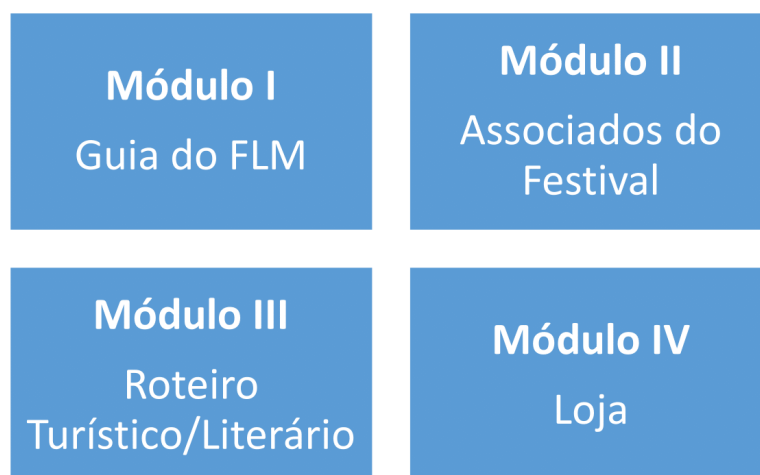 Módulo I
Guia do FLM
Módulo II
Associados do
Festival
Módulo III
Roteiro
Turístico/Literário
Módulo IV
Loja